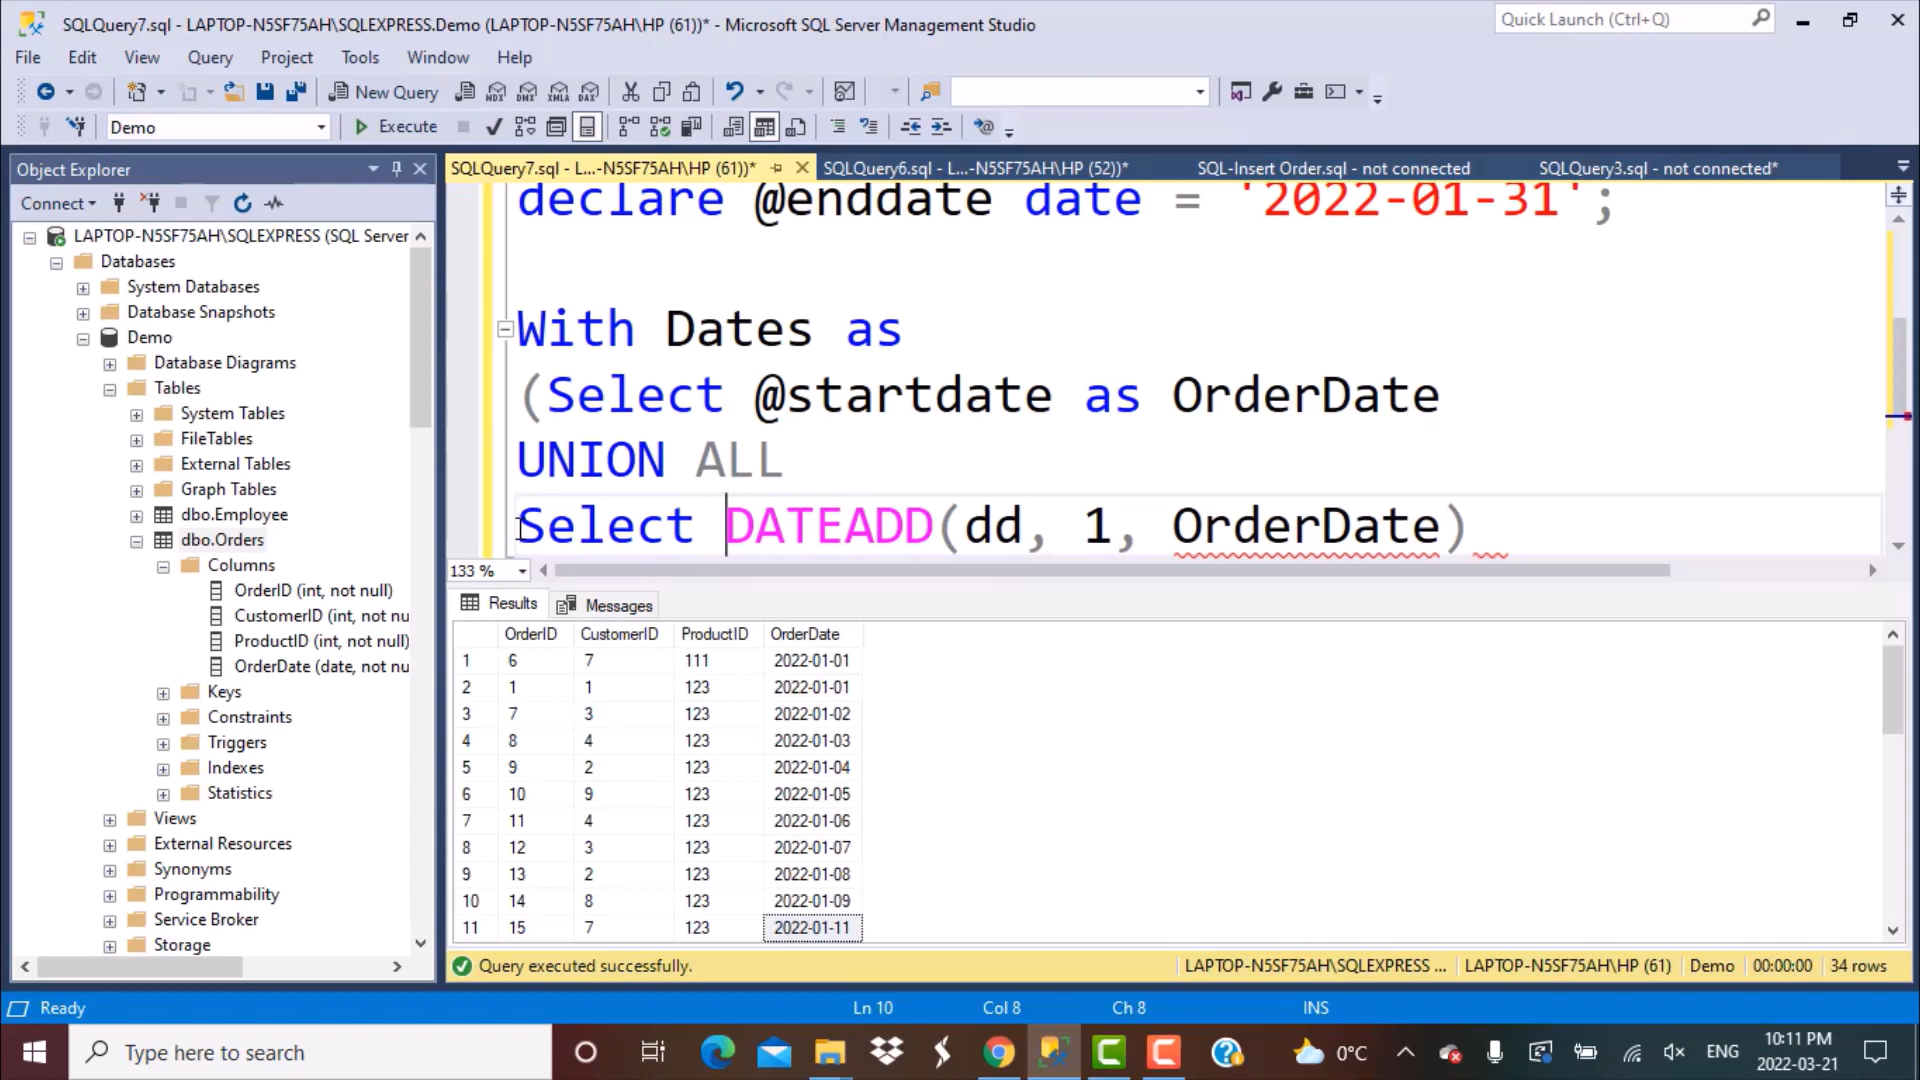 SQLQuery7.sql - LAPTOP-N5SF75AH\SQLEXPRESS.Demo (LAPTOP-N5SF75AH\HP (61))* - Microsoft SQL Server Management Studio
Quick Launch (Ctrl+Q)
File Edit View Query Project Tools Window Help
New Query
MDX DMX XMLA DAX
Demo
Execute
Object Explorer
SQLQuery7.sql - L...-N5SF75AH\HP (61))*
SQLQuery6.sql - L...-N5SF75AH\HP (52))*
SQL-Insert Order.sql - not connected
SQLQuery3.sql - not connected*
Connect
LAPTOP-N5SF75AH\SQLEXPRESS (SQL Server
Databases
System Databases
Database Snapshots
Demo
Database Diagrams
Tables
System Tables
FileTables
External Tables
Graph Tables
dbo.Employee
dbo.Orders
Columns
OrderID (int, not null)
CustomerID (int, not nu
ProductID (int, not null)
OrderDate (date, not nu
Keys
Constraints
Triggers
Indexes
Statistics
Views
External Resources
Synonyms
Programmability
Service Broker
Storage
declare @enddate date = '2022-01-31';
With Dates as
(Select @startdate as OrderDate
UNION ALL
Select DATEADD(dd, 1, OrderDate)
133 %
Results Messages
OrderID CustomerID ProductID OrderDate
1 6 7 111 2022-01-01
2 1 1 123 2022-01-01
3 7 3 123 2022-01-02
4 8 4 123 2022-01-03
5 9 2 123 2022-01-04
6 10 9 123 2022-01-05
7 11 4 123 2022-01-06
8 12 3 123 2022-01-07
9 13 2 123 2022-01-08
10 14 8 123 2022-01-09
11 15 7 123 2022-01-11
Query executed successfully.
LAPTOP-N5SF75AH\SQLEXPRESS ... LAPTOP-N5SF75AH\HP (61) Demo 00:00:00 34 rows
Ready
Ln 10 Col 8 Ch 8 INS
Type here to search
0°C
ENG
10:11 PM
2022-03-21